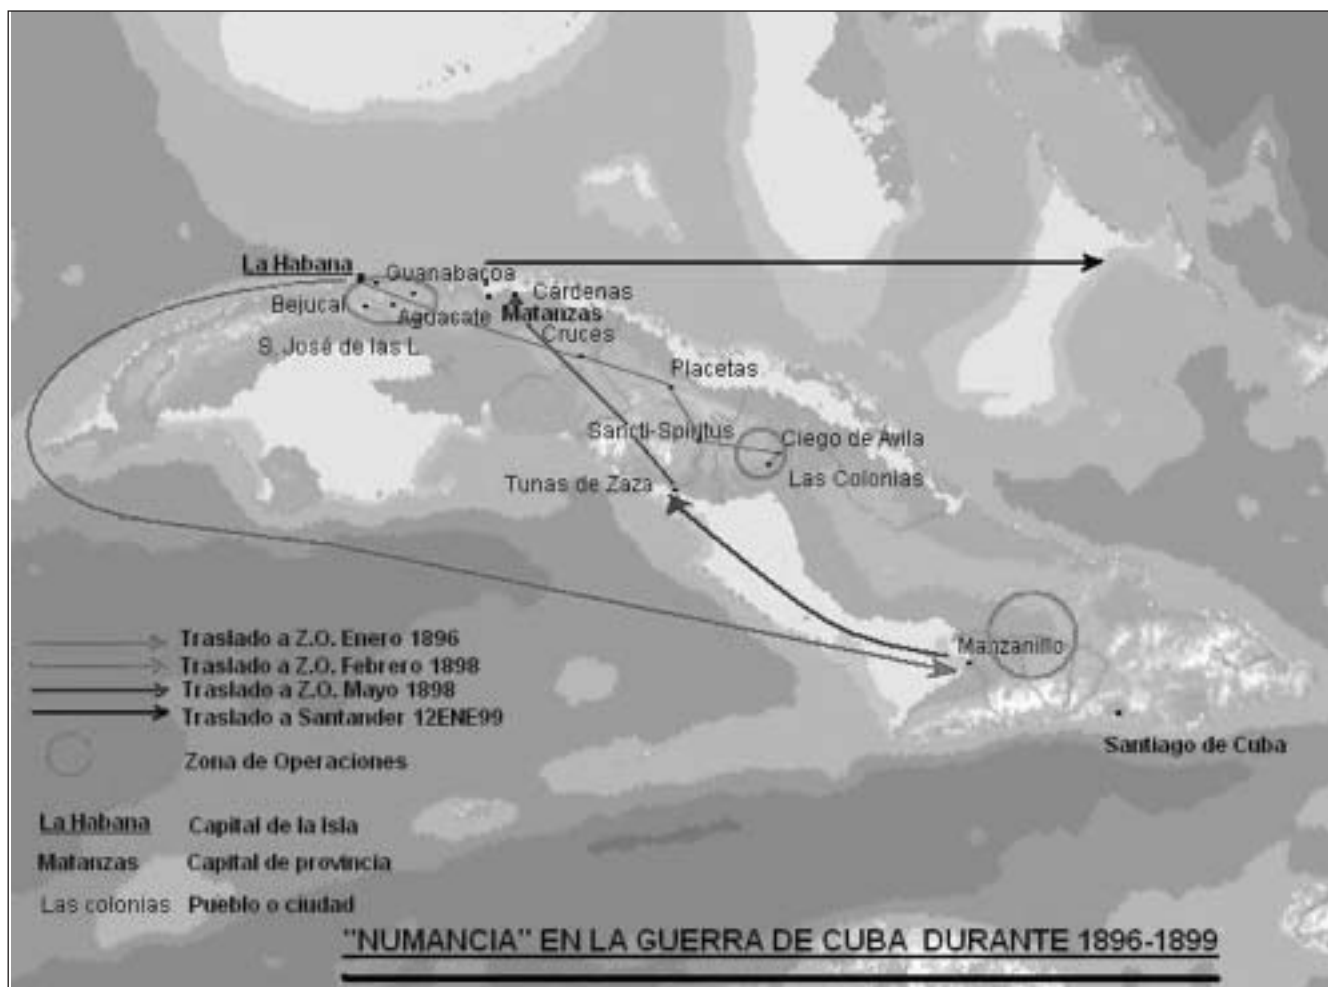 La Habana
Guanabacoa
Bejucal
Aguacate
S. José de las L.
Cárdenas
Matanzas
Cruces
Placetas
Sancti-Spiritus
Ciego de Avila
Las Colonias
Tunas de Zaza
Manzanillo
Santiago de Cuba
Traslado a Z.O. Enero 1896
Traslado a Z.O. Febrero 1898
Traslado a Z.O. Mayo 1898
Traslado a Santander 12ENE99
Zona de Operaciones
La Habana Capital de la Isla
Matanzas Capital de provincia
Las colonias Pueblo o ciudad
"NUMANCIA" EN LA GUERRA DE CUBA DURANTE 1896-1899